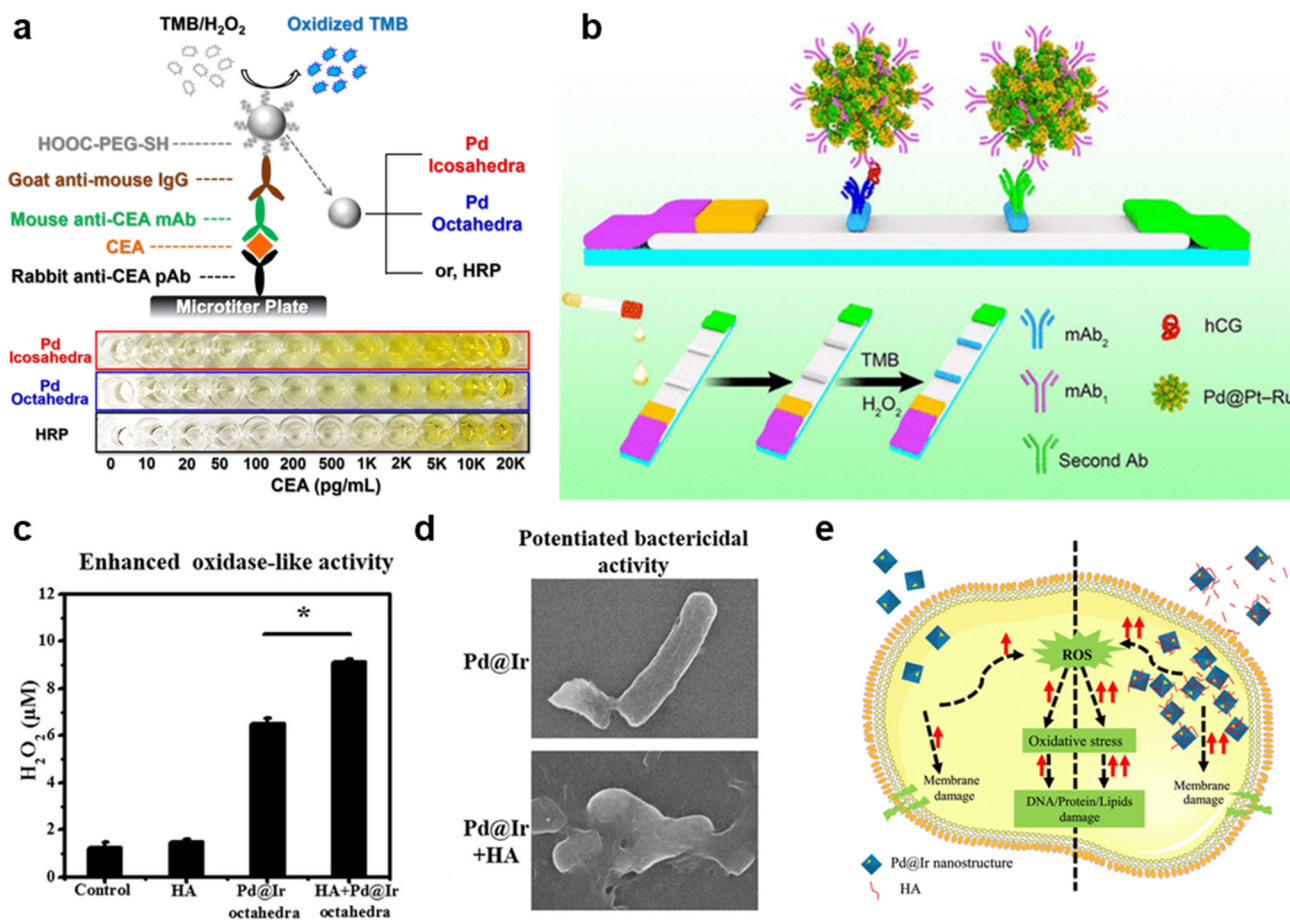 a
TMB/H₂O₂
Oxidized TMB
HOOC-PEG-SH
Goat anti-mouse IgG
Mouse anti-CEA mAb
CEA
Rabbit anti-CEA pAb
Microtiter Plate
Pd
Icosahedra
Pd
Octahedra
or, HRP
Pd
Icosahedra
Pd
Octahedra
HRP
0 10 20 50 100 200 500 1K 2K 5K 10K 20K
CEA (pg/mL)
b
TMB
H₂O₂
mAb₂
hCG
mAb₁
Pd@Pt–Ru
Second Ab
c
Enhanced oxidase-like activity
H₂O₂ (µM)
12
10
8
6
4
2
0
*
Control
HA
Pd@Ir
octahedra
HA+Pd@Ir
octahedra
d
Potentiated bactericidal
activity
Pd@Ir
Pd@Ir
+HA
e
ROS
Oxidative stress
Membrane
damage
DNA/Protein/Lipids
damage
Membrane
damage
Pd@Ir nanostructure
HA